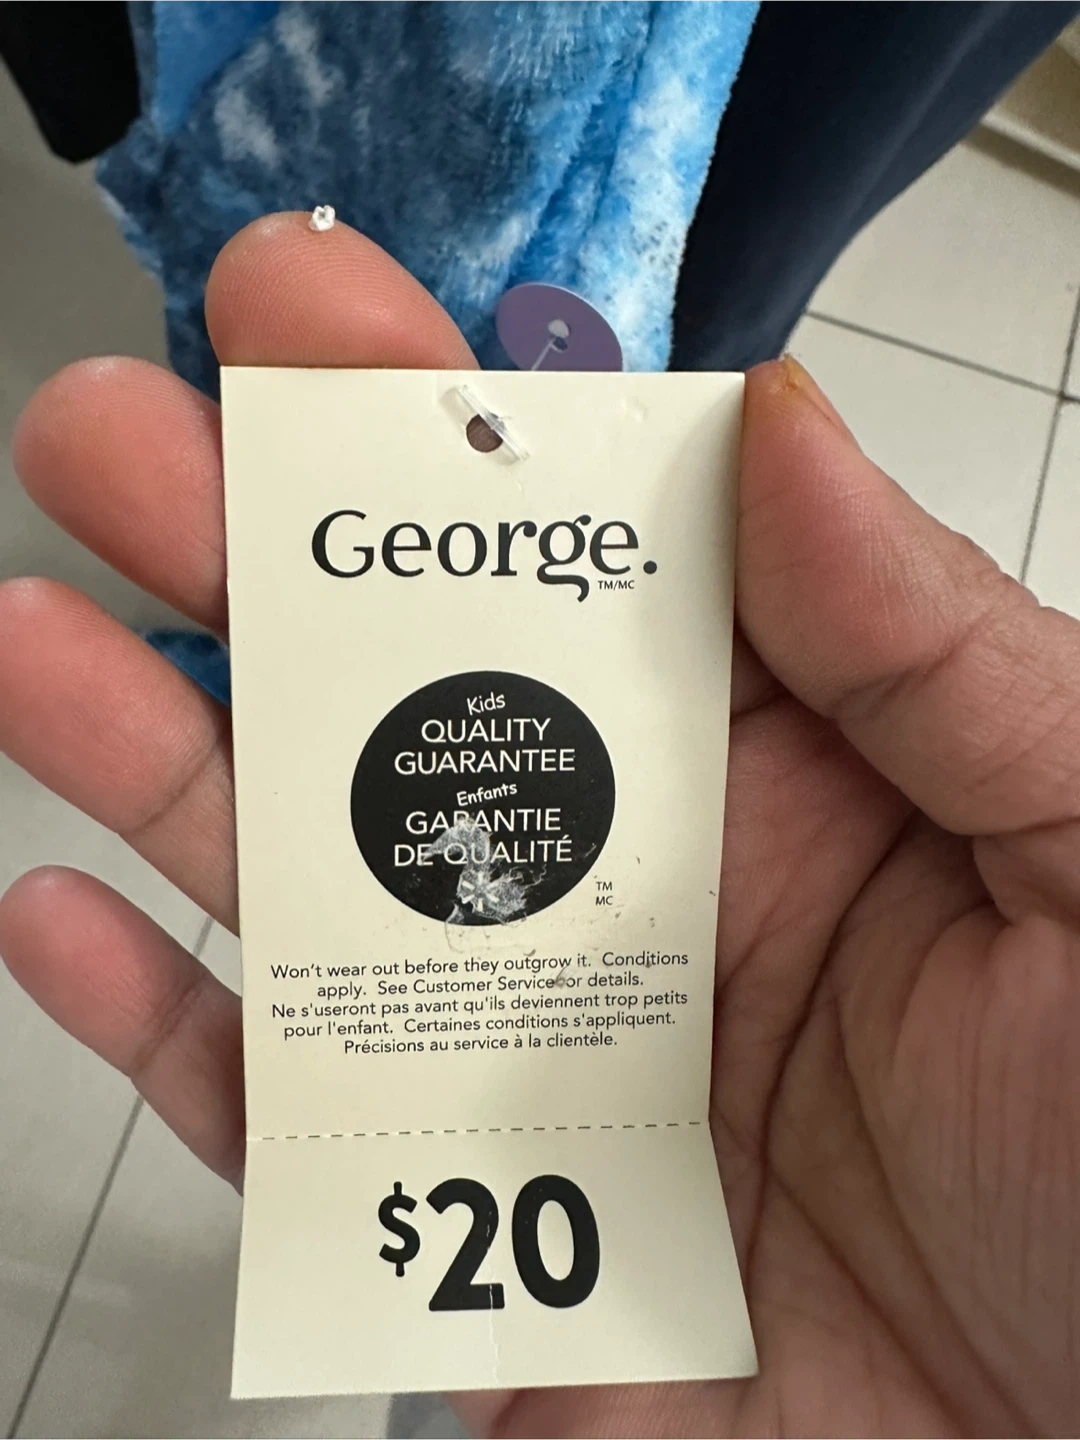 George.
TM/MC
Kids
QUALITY
GUARANTEE
Enfants
GARANTIE
DE QUALITÉ
TM
MC
Won't wear out before they outgrow it. Conditions
apply. See Customer Service for details.
Ne s'useront pas avant qu'ils deviennent trop petits
pour l'enfant. Certaines conditions s'appliquent.
Précisions au service à la clientèle.
$20